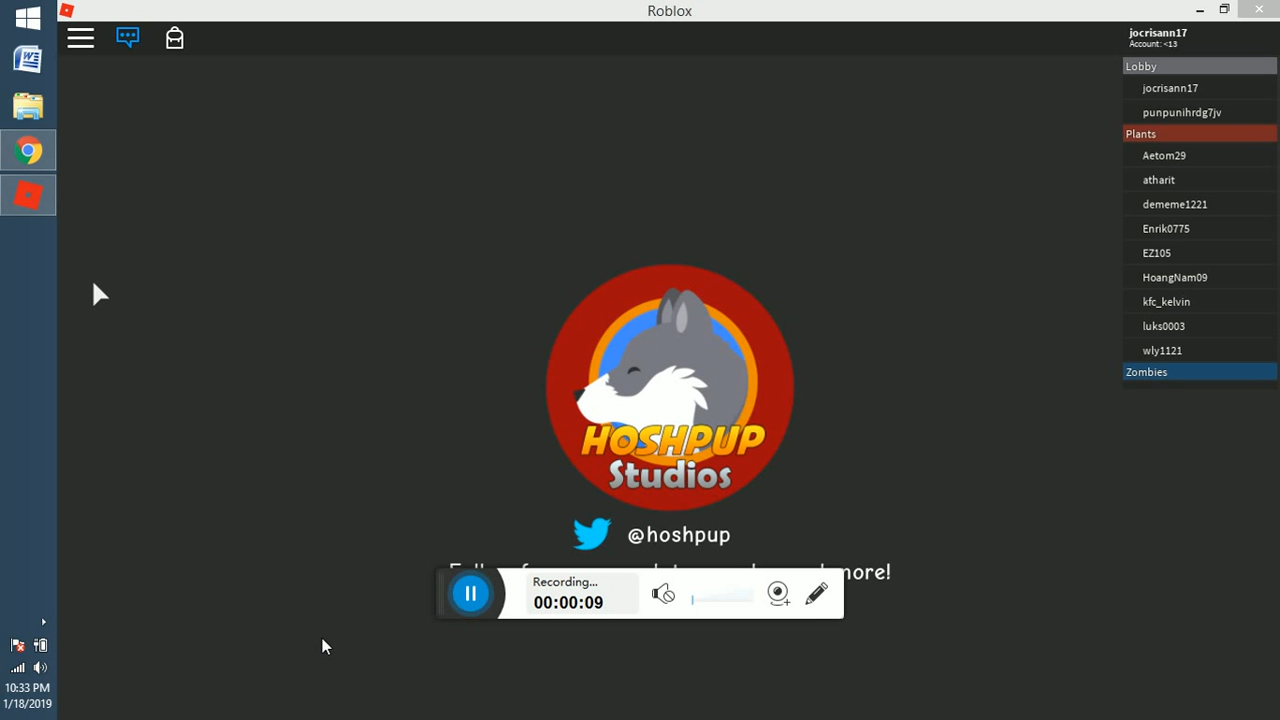 Roblox
jocrisann17
Account: <13
Lobby
jocrisann17
punpunihrdg7jv
Plants
Aetom29
atharit
dememe1221
Enrik0775
EZ105
HoangNam09
kfc_kelvin
luks0003
wly1121
Zombies
HOSHPUP
Studios
@hoshpup
more!
Recording...
00:00:09
10:33 PM
1/18/2019